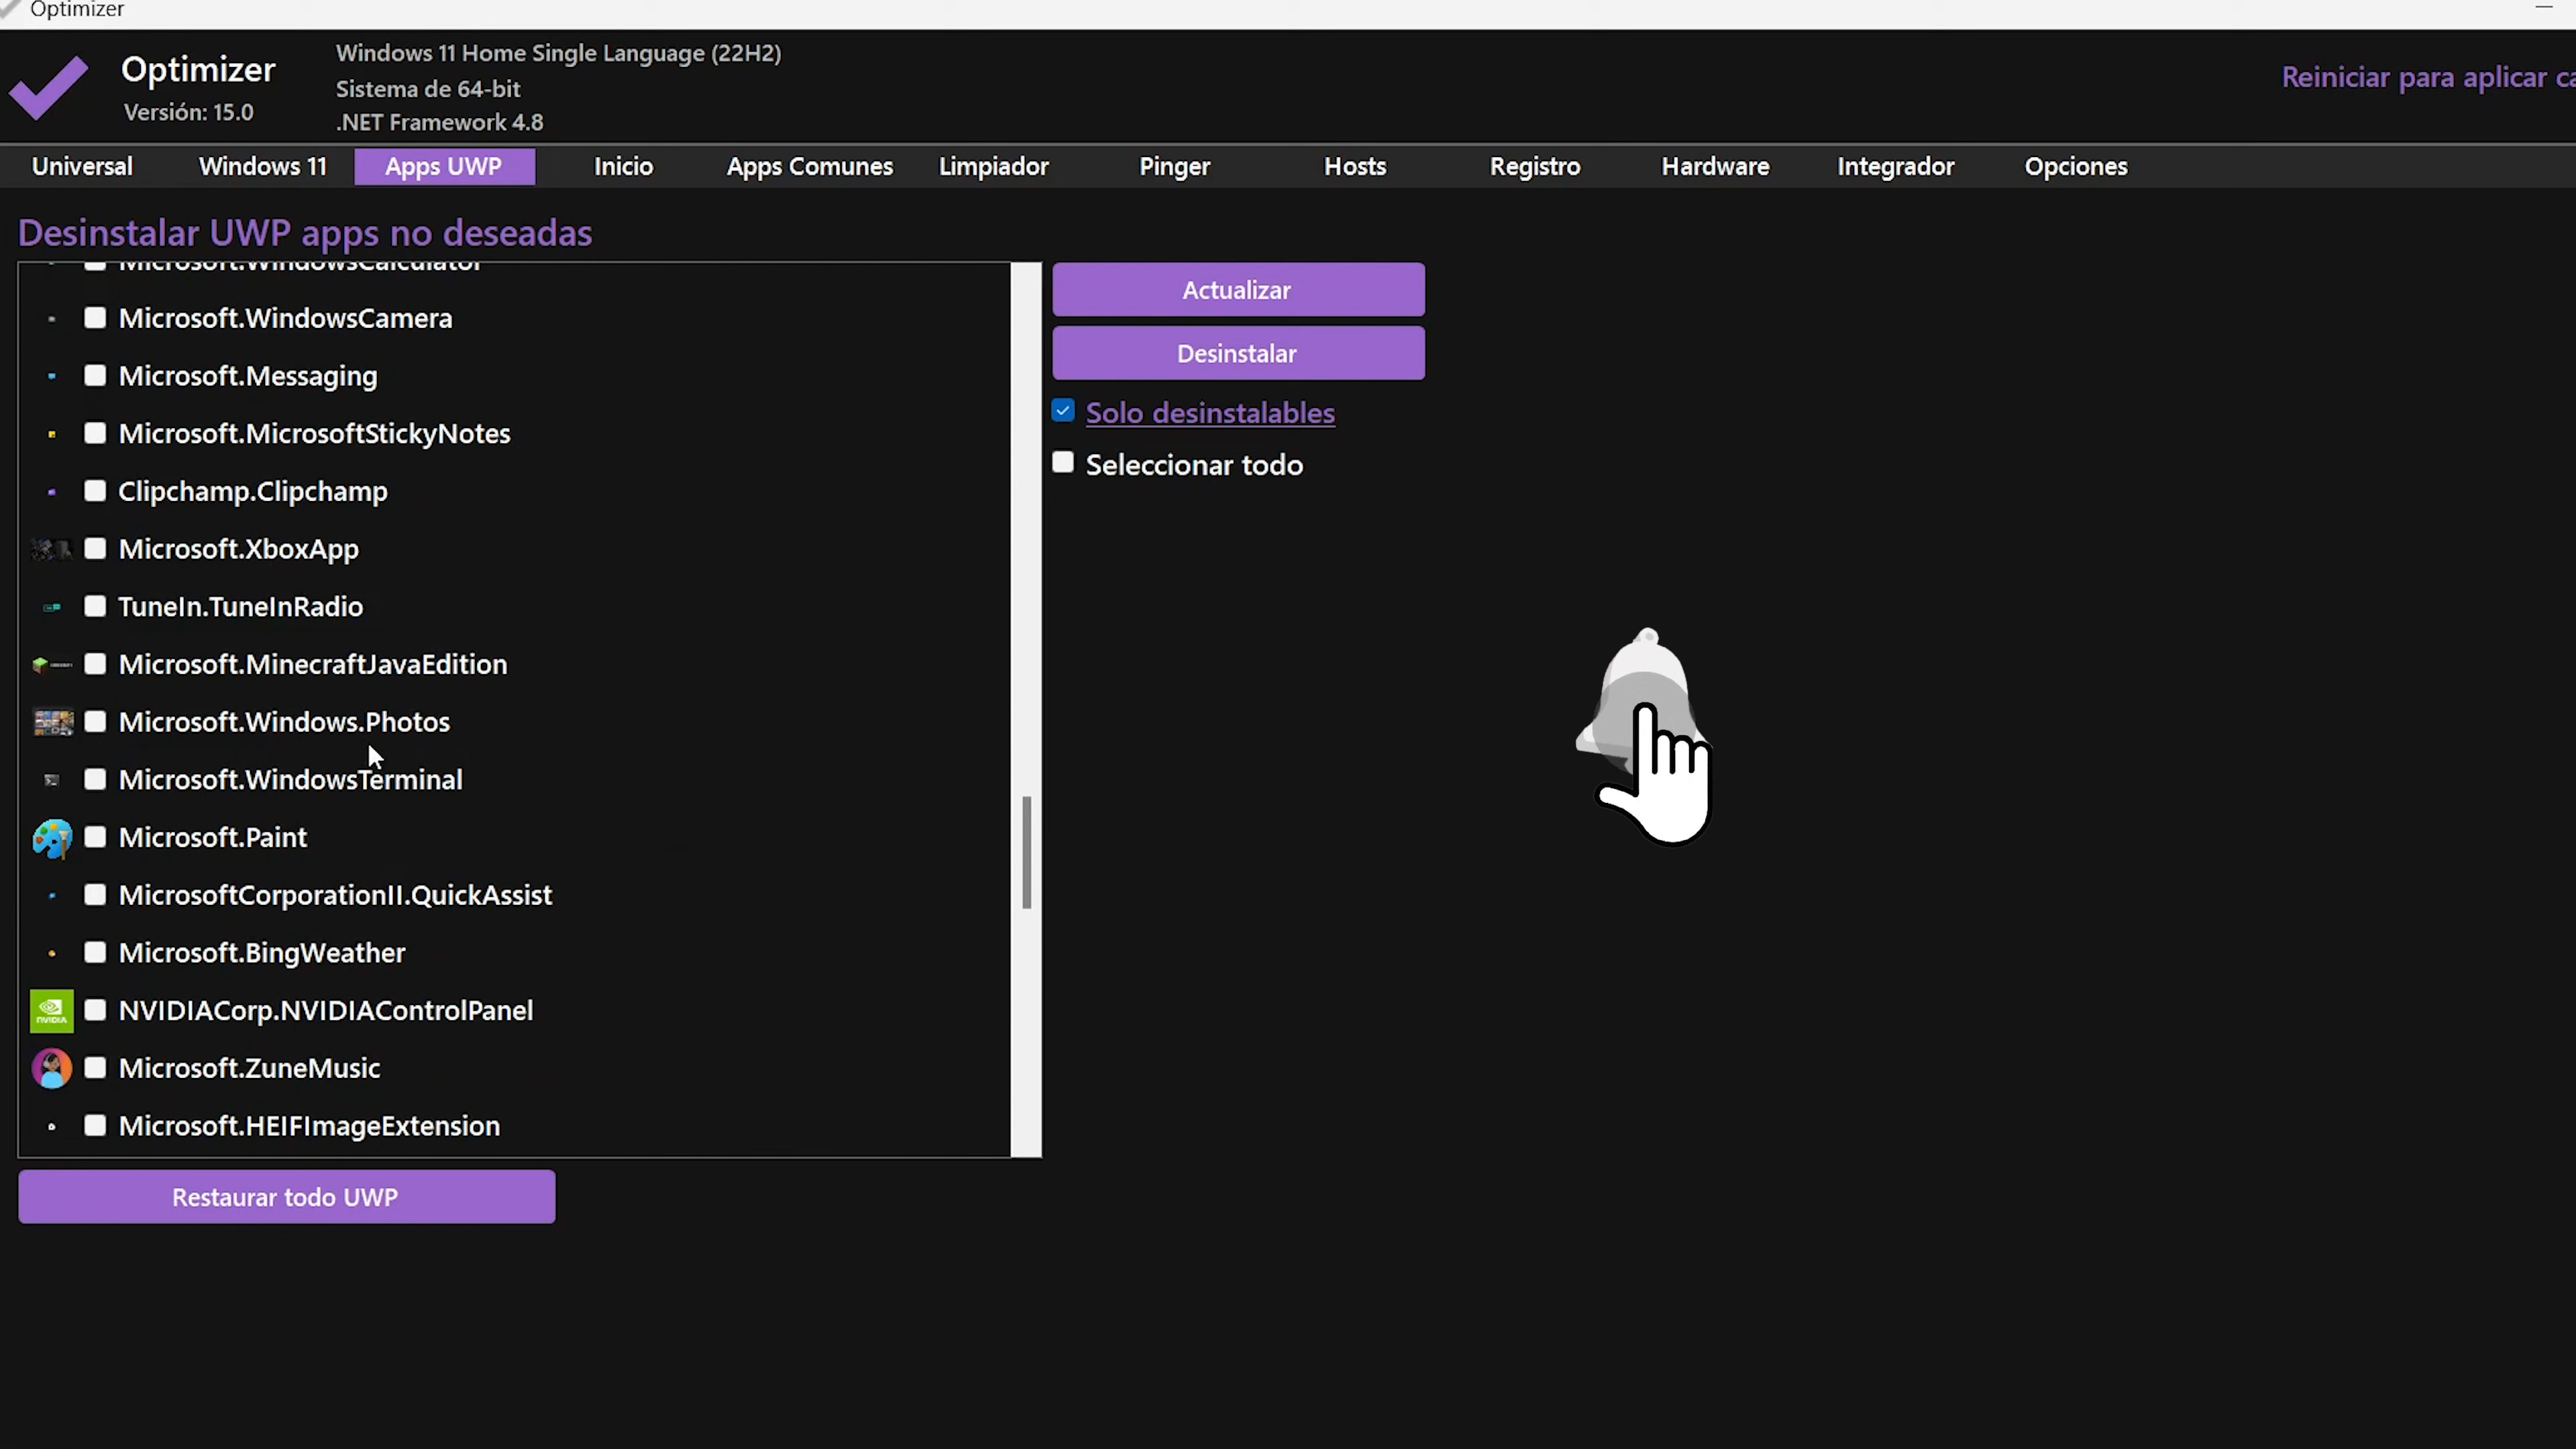 Optimizer
Optimizer
Versión: 15.0
Windows 11 Home Single Language (22H2)
Sistema de 64-bit
.NET Framework 4.8
Reiniciar para aplicar
Universal Windows 11 Apps UWP Inicio Apps Comunes Limpiador Pinger Hosts Registro Hardware Integrador Opciones
Desinstalar UWP apps no deseadas
Microsoft.WindowsCalculator
Microsoft.WindowsCamera
Microsoft.Messaging
Microsoft.MicrosoftStickyNotes
Clipchamp.Clipchamp
Microsoft.XboxApp
TuneIn.TuneInRadio
Microsoft.MinecraftJavaEdition
Microsoft.Windows.Photos
Microsoft.WindowsTerminal
Microsoft.Paint
MicrosoftCorporationII.QuickAssist
Microsoft.BingWeather
NVIDIA
NVIDIACorp.NVIDIAControlPanel
Microsoft.ZuneMusic
Microsoft.HEIFImageExtension
Actualizar
Desinstalar
Solo desinstalables
Seleccionar todo
Restaurar todo UWP